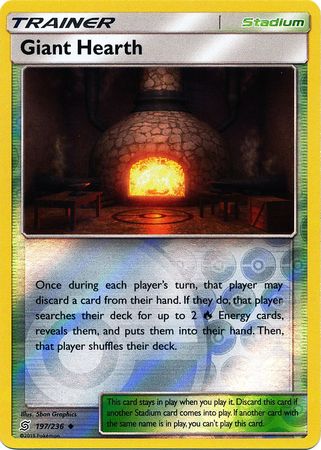 TRAINER
Stadium
Giant Hearth
Once during each player's turn, that player may
discard a card from their hand. If they do, that player
searches their deck for up to 2 Energy cards,
reveals them, and puts them into their hand. Then,
that player shuffles their deck.
This card stays in play when you play it. Discard this card if
another Stadium card comes into play. If another card with
the same name is in play, you can't play this card.
Illus. 5ban Graphics
197/236
©2019 Pokémon